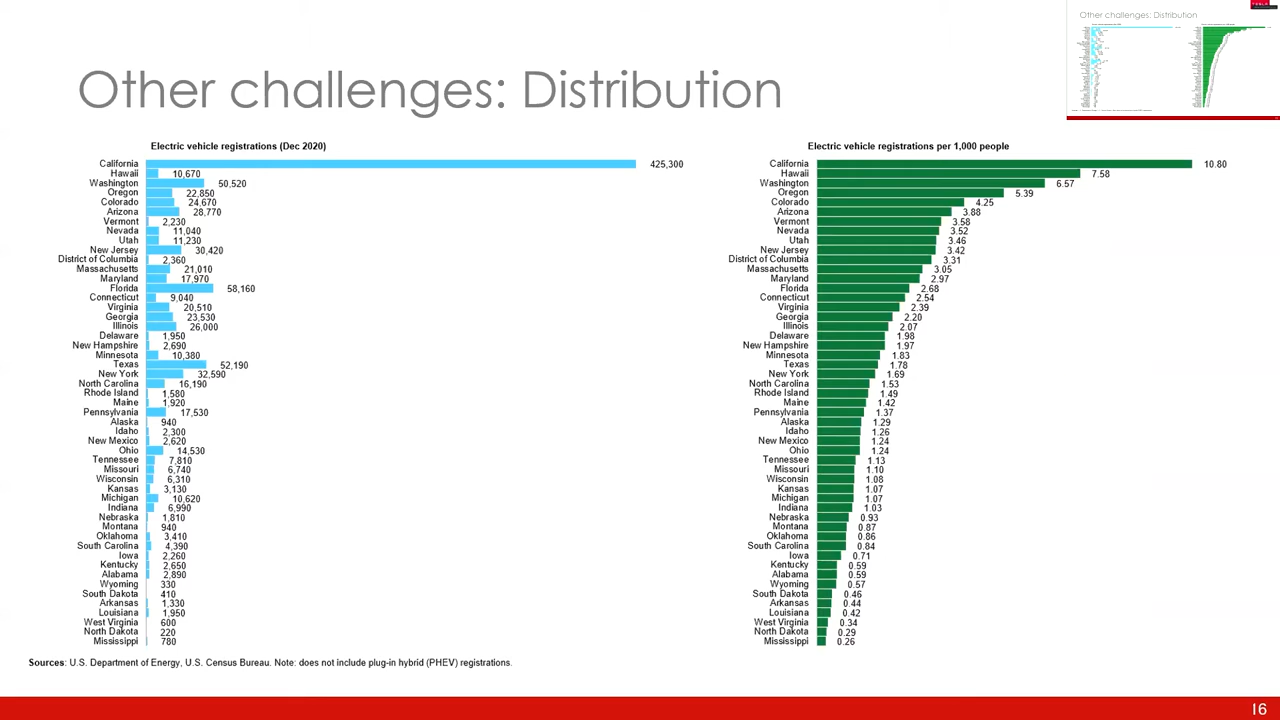 Other challenges: Distribution
Other challenges: Distribution
Electric vehicle registrations (Dec 2020)
California 425,300
Hawaii 10,670
Washington 50,520
Oregon 22,850
Colorado 24,670
Arizona 28,770
Vermont 2,230
Nevada 11,040
Utah 11,230
New Jersey 30,420
District of Columbia 2,360
Massachusetts 21,010
Maryland 17,970
Florida 58,160
Connecticut 9,040
Virginia 20,510
Georgia 23,530
Illinois 26,000
Delaware 1,950
New Hampshire 2,690
Minnesota 10,380
Texas 52,190
New York 32,590
North Carolina 16,190
Rhode Island 1,580
Maine 1,920
Pennsylvania 17,530
Alaska 940
Idaho 2,300
New Mexico 2,620
Ohio 14,530
Tennessee 7,810
Missouri 6,740
Wisconsin 6,310
Kansas 3,130
Michigan 10,620
Indiana 6,990
Nebraska 1,810
Montana 940
Oklahoma 3,410
South Carolina 4,390
Iowa 2,260
Kentucky 2,650
Alabama 2,890
Wyoming 330
South Dakota 410
Arkansas 1,330
Louisiana 1,950
West Virginia 600
North Dakota 220
Mississippi 780
Electric vehicle registrations per 1,000 people
California 10.80
Hawaii 7.58
Washington 6.57
Oregon 5.39
Colorado 4.25
Arizona 3.88
Vermont 3.58
Nevada 3.52
Utah 3.46
New Jersey 3.42
District of Columbia 3.31
Massachusetts 3.05
Maryland 2.97
Florida 2.68
Connecticut 2.54
Virginia 2.39
Georgia 2.20
Illinois 2.07
Delaware 1.98
New Hampshire 1.97
Minnesota 1.83
Texas 1.78
New York 1.69
North Carolina 1.53
Rhode Island 1.49
Maine 1.42
Pennsylvania 1.37
Alaska 1.29
Idaho 1.26
New Mexico 1.24
Ohio 1.24
Tennessee 1.13
Missouri 1.10
Wisconsin 1.08
Kansas 1.07
Michigan 1.07
Indiana 1.03
Nebraska 0.93
Montana 0.87
Oklahoma 0.86
South Carolina 0.84
Iowa 0.71
Kentucky 0.59
Alabama 0.59
Wyoming 0.57
South Dakota 0.46
Arkansas 0.44
Louisiana 0.42
West Virginia 0.34
North Dakota 0.29
Mississippi 0.26
Sources: U.S. Department of Energy, U.S. Census Bureau. Note: does not include plug-in hybrid (PHEV) registrations.
16